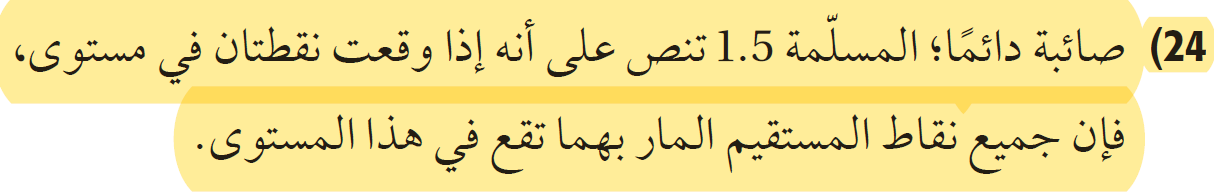 24) صائبة دائمًا؛ المسلّمة 1.5 تنص على أنه إذا وقعت نقطتان في مستوى،
فإن جميع نقاط المستقيم المار بهما تقع في هذا المستوى.